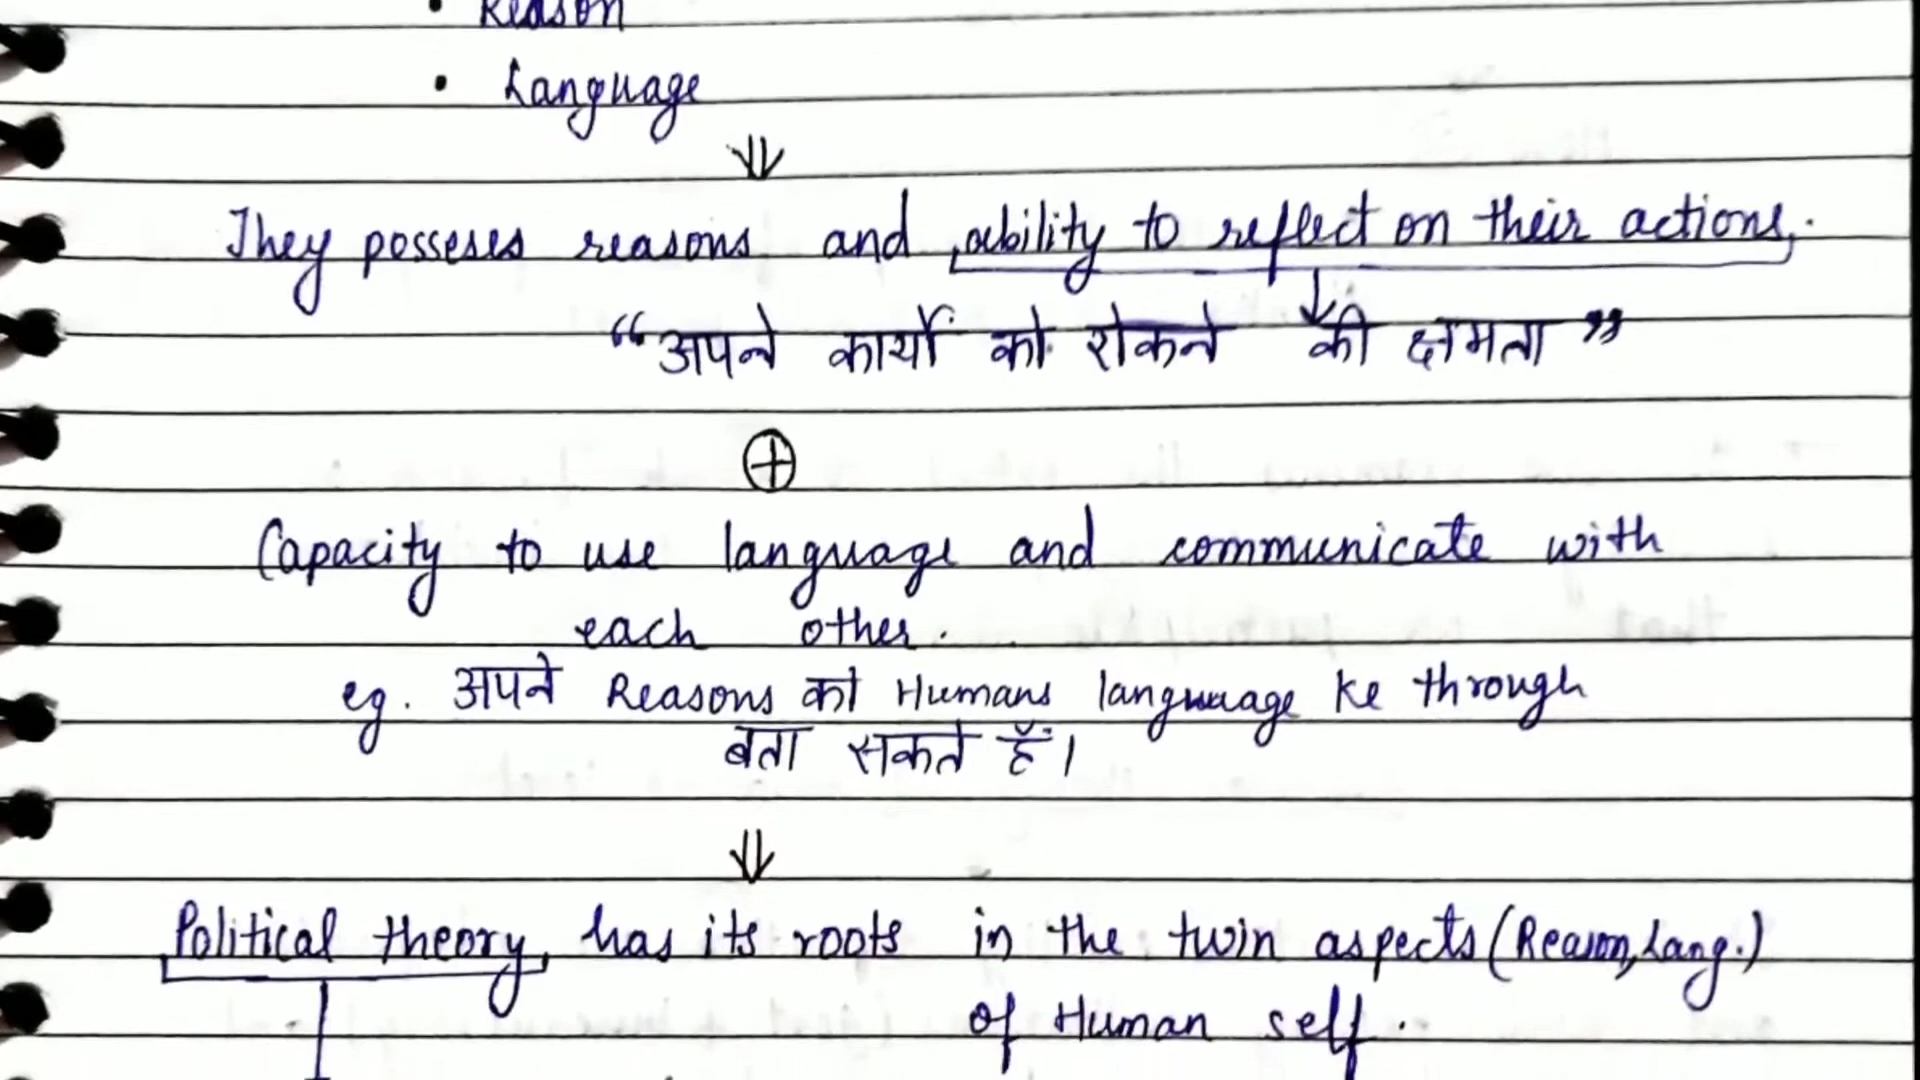 • Reason
• Language
They posseses reasons and ability to reflect on their actions.
“अपने कार्यों को रोकने की क्षमता”
Capacity to use language and communicate with
each other.
eg. अपने Reasons को Humans language ke through
बता सकते हैं।
Political theory has its roots in the twin aspects (Reason, Lang.)
of Human self.